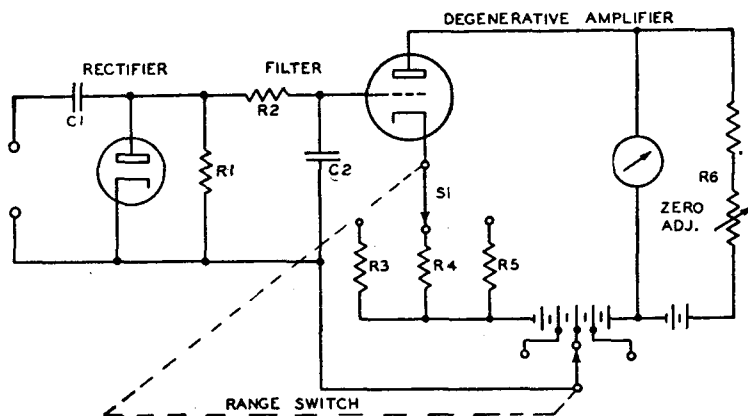 DEGENERATIVE AMPLIFIER
RECTIFIER
FILTER
C1
R2
R1
C2
S1
R6
ZERO
ADJ.
R3
R4
R5
RANGE SWITCH